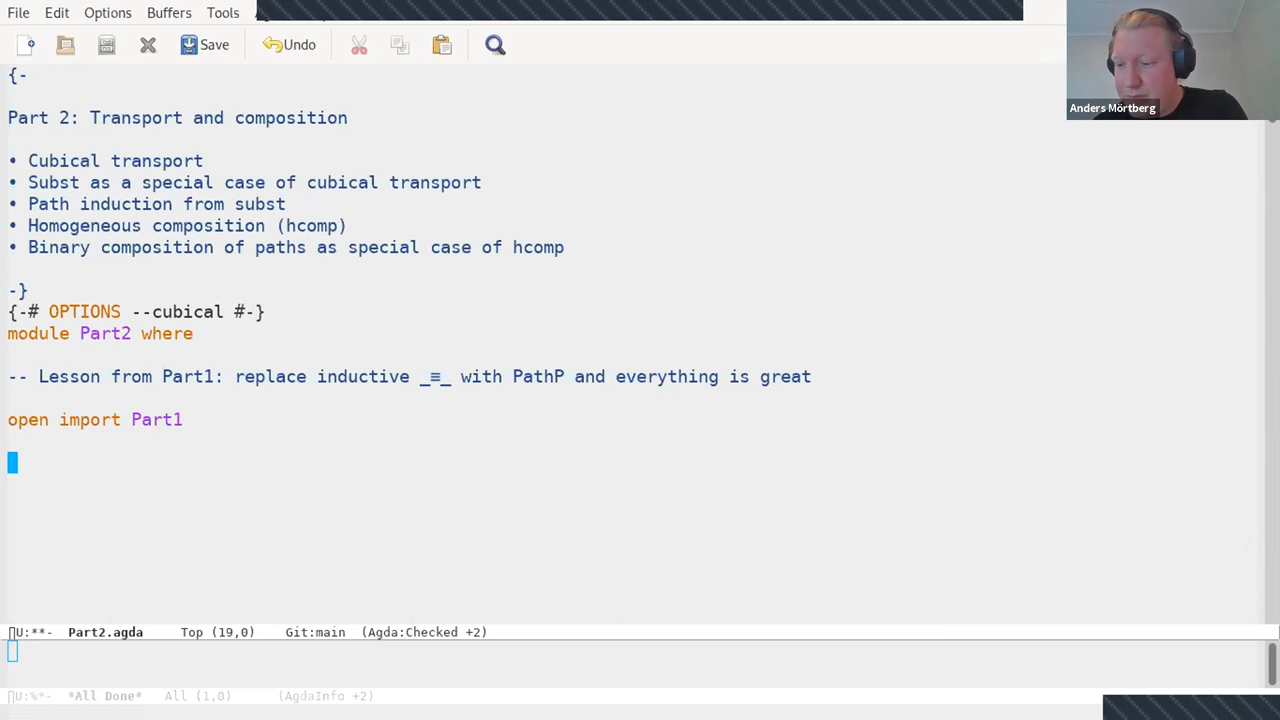 File Edit Options Buffers Tools
Save Undo
Anders Mörtberg
{-
Part 2: Transport and composition
• Cubical transport
• Subst as a special case of cubical transport
• Path induction from subst
• Homogeneous composition (hcomp)
• Binary composition of paths as special case of hcomp
-}
{-# OPTIONS --cubical #-}
module Part2 where
-- Lesson from Part1: replace inductive _≡_ with PathP and everything is great
open import Part1
U:**- Part2.agda Top (19,0) Git:main (Agda:Checked +2)
U:%*- *All Done* All (1,0) (AgdaInfo +2)